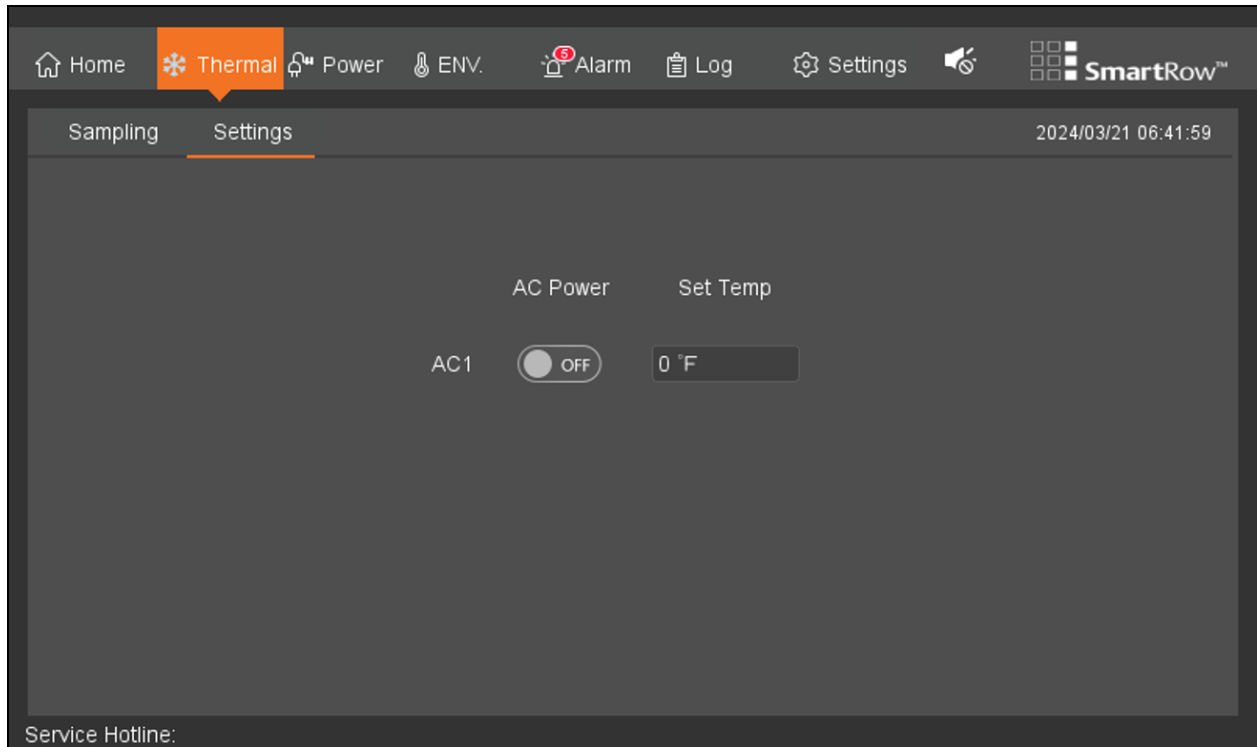 Home Thermal Power ENV. 5 Alarm Log Settings SmartRow™
Sampling Settings 2024/03/21 06:41:59
AC Power Set Temp
AC1 OFF 0 °F
Service Hotline: